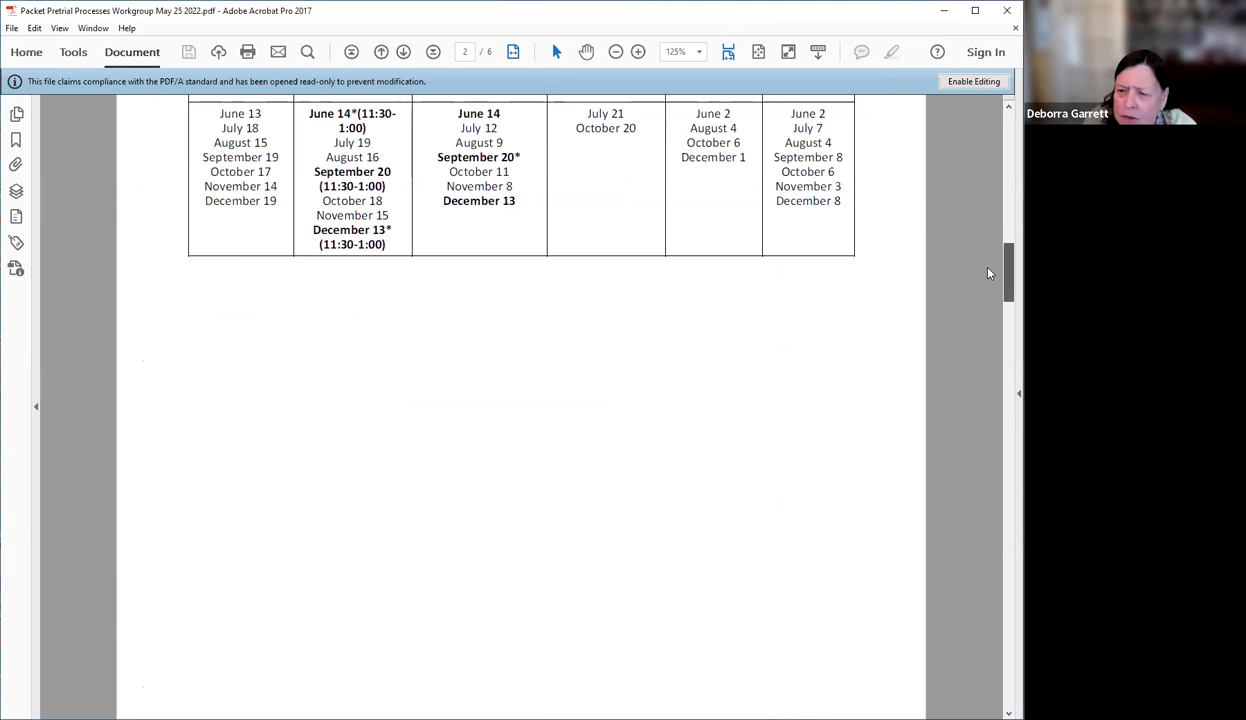 Packet Pretrial Processes Workgroup May 25 2022.pdf - Adobe Acrobat Pro 2017
File Edit View Window Help
Home Tools Document 2 / 6 125% Sign In
This file claims compliance with the PDF/A standard and has been opened read-only to prevent modification. Enable Editing
June 13
July 18
August 15
September 19
October 17
November 14
December 19
June 14*(11:30-
1:00)
July 19
August 16
September 20
(11:30-1:00)
October 18
November 15
December 13*
(11:30-1:00)
June 14
July 12
August 9
September 20*
October 11
November 8
December 13
July 21
October 20
June 2
August 4
October 6
December 1
June 2
July 7
August 4
September 8
October 6
November 3
December 8
Deborra Garrett